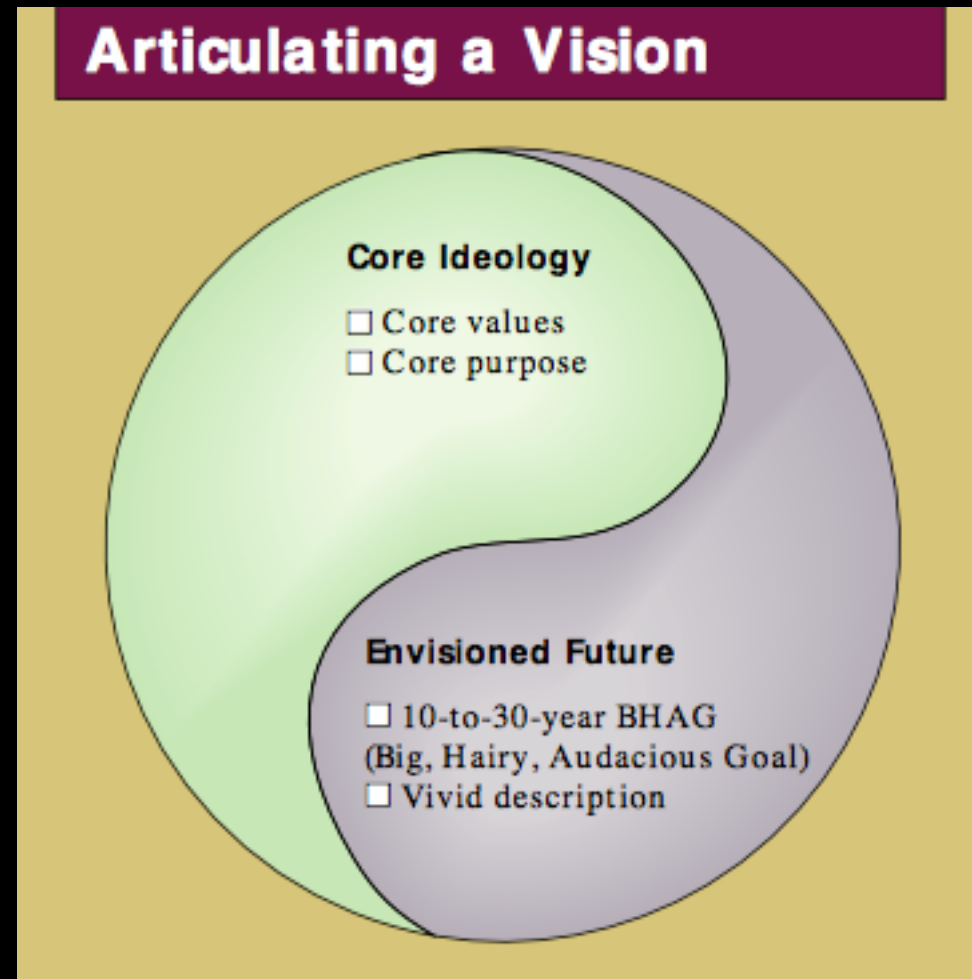 Articulating a Vision
Core Ideology
☐ Core values
☐ Core purpose
Envisioned Future
☐ 10-to-30-year BHAG
(Big, Hairy, Audacious Goal)
☐ Vivid description